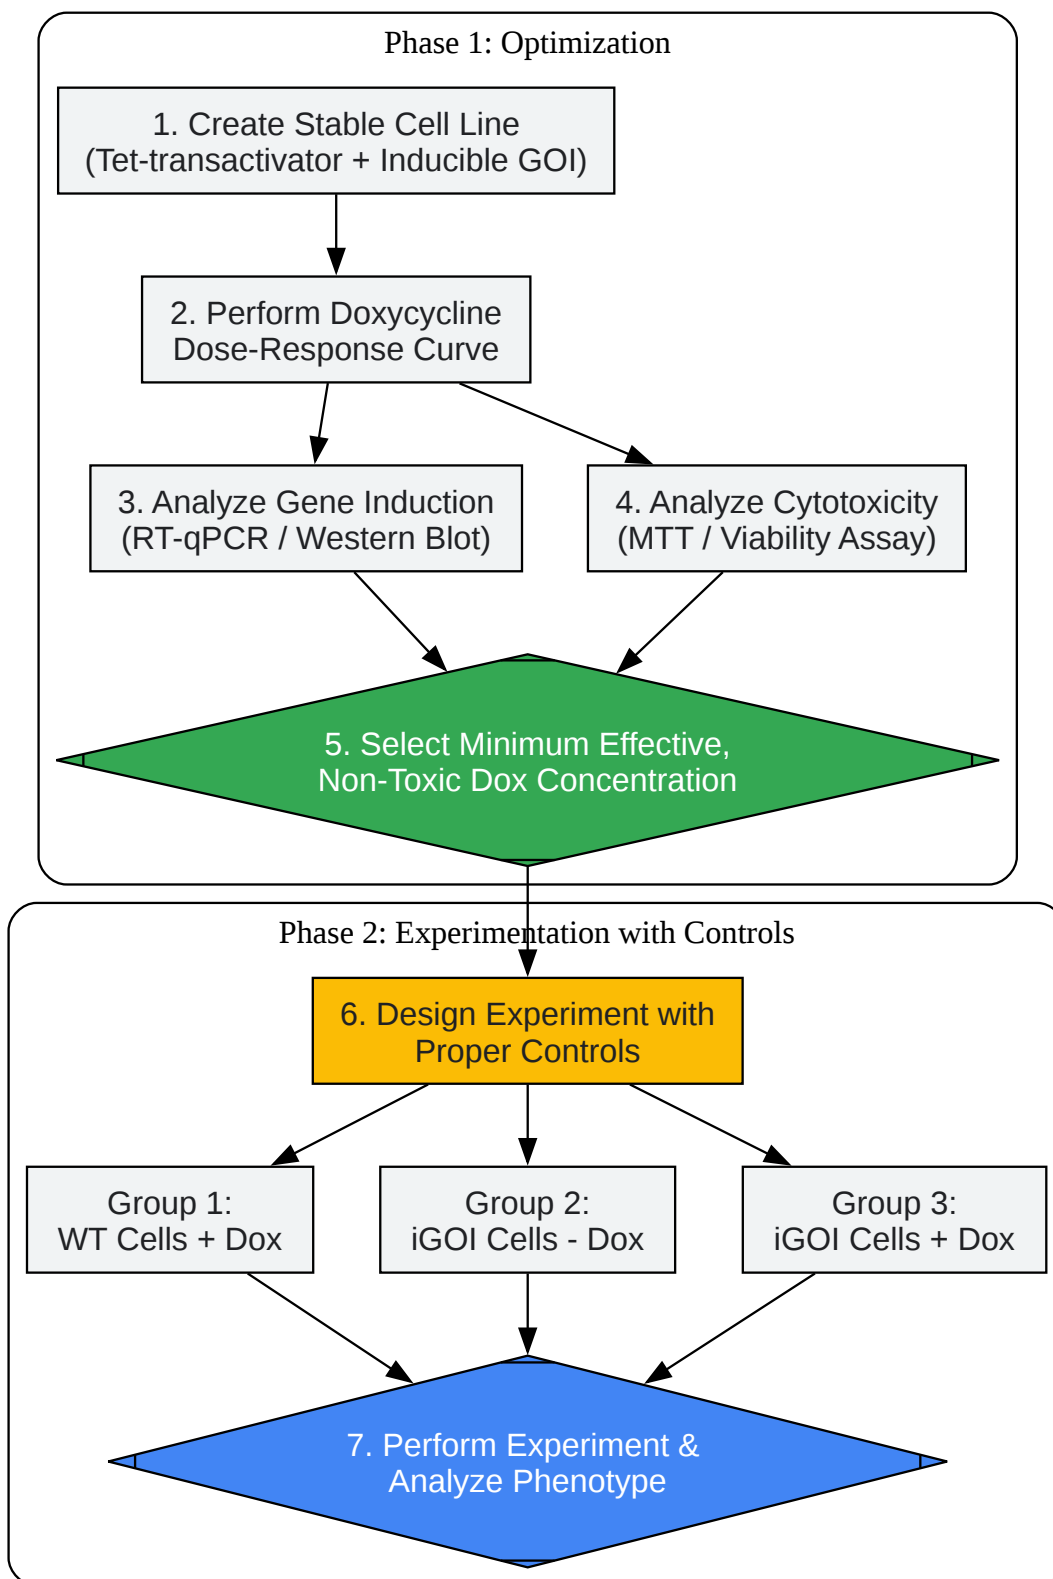 Phase 1: Optimization
1. Create Stable Cell Line
(Tet-transactivator + Inducible GOI)
2. Perform Doxycycline
Dose-Response Curve
3. Analyze Gene Induction
(RT-qPCR / Western Blot)
4. Analyze Cytotoxicity
(MTT / Viability Assay)
5. Select Minimum Effective,
Non-Toxic Dox Concentration
Phase 2: Experimentation with Controls
6. Design Experiment with
Proper Controls
Group 1:
WT Cells + Dox
Group 2:
iGOI Cells - Dox
Group 3:
iGOI Cells + Dox
7. Perform Experiment &
Analyze Phenotype